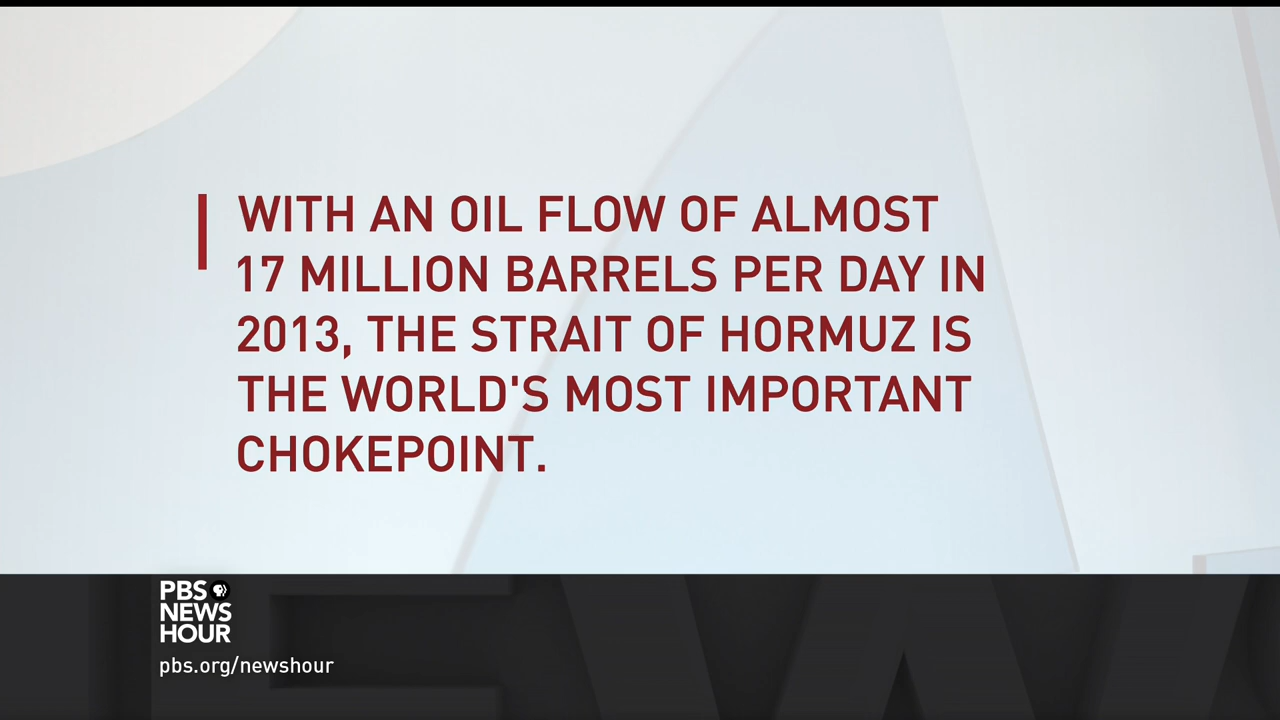 WITH AN OIL FLOW OF ALMOST
17 MILLION BARRELS PER DAY IN
2013, THE STRAIT OF HORMUZ IS
THE WORLD'S MOST IMPORTANT
CHOKEPOINT.
PBS
NEWS
HOUR
pbs.org/newshour